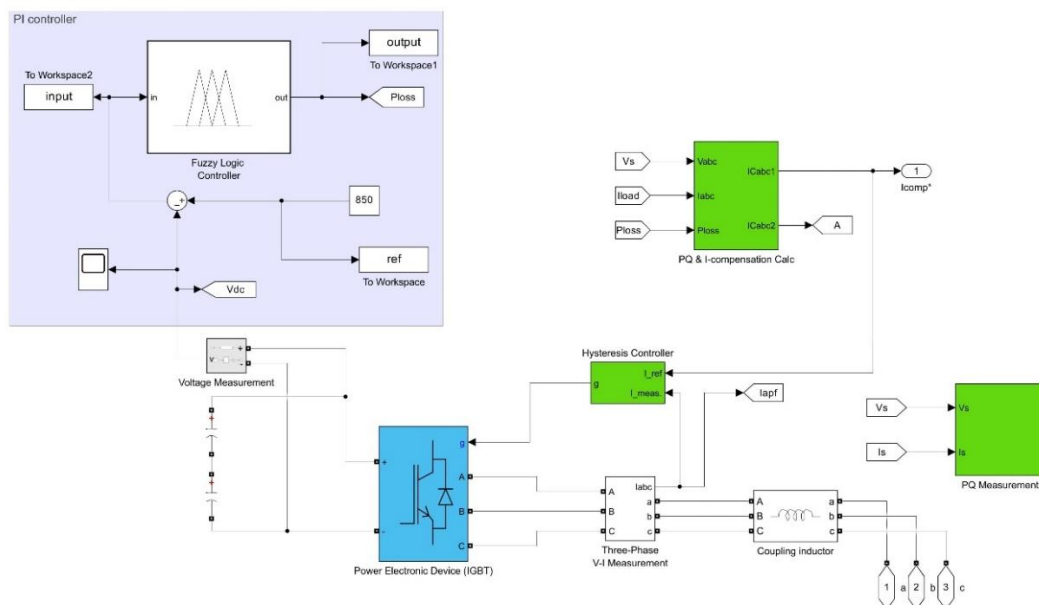 PI controller
output
To Workspace1
To Workspace2
input
in
out
Ploss
Fuzzy Logic
Controller
850
ref
To Workspace
Vdc
Voltage Measurement
Vs
Vabc
ICabc1
1
Icomp*
Iload
Iabc
Ploss
Ploss
ICabc2
A
PQ & I-compensation Calc
Hysteresis Controller
I_ref
g
I_meas.
Iapf
Vs
Vs
Is
Is
PQ Measurement
g
+
-
A
B
C
Power Electronic Device (IGBT)
Iabc
A
a
B
b
C
c
Three-Phase
V-I Measurement
A
a
B
b
C
c
Coupling inductor
1
a
2
b
3
c